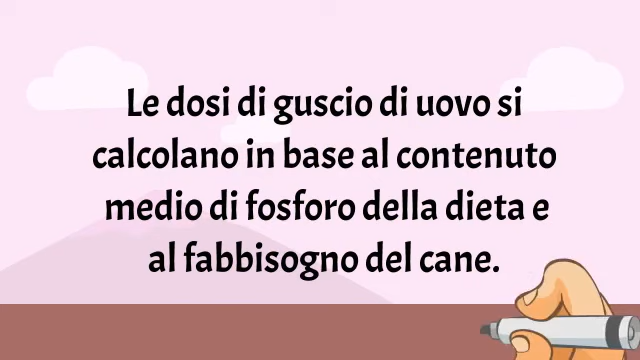 Le dosi di guscio di uovo si
calcolano in base al contenuto
medio di fosforo della dieta e
al fabbisogno del cane.